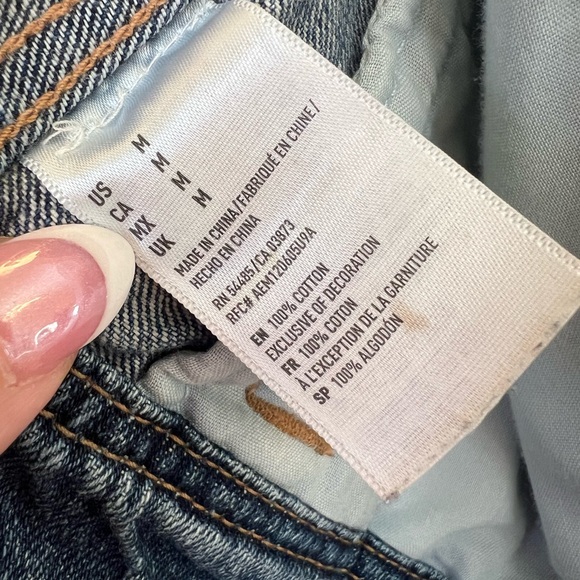 US M
CA M
MX M
UK M
MADE IN CHINA/FABRIQUÉ EN CHINE/
HECHO EN CHINA
RN 54485/CA 03973
RFC# AEM120605U9A
EN 100% COTTON
EXCLUSIVE OF DECORATION
FR 100% COTON
À L'EXCEPTION DE LA GARNITURE
SP 100% ALGODÓN